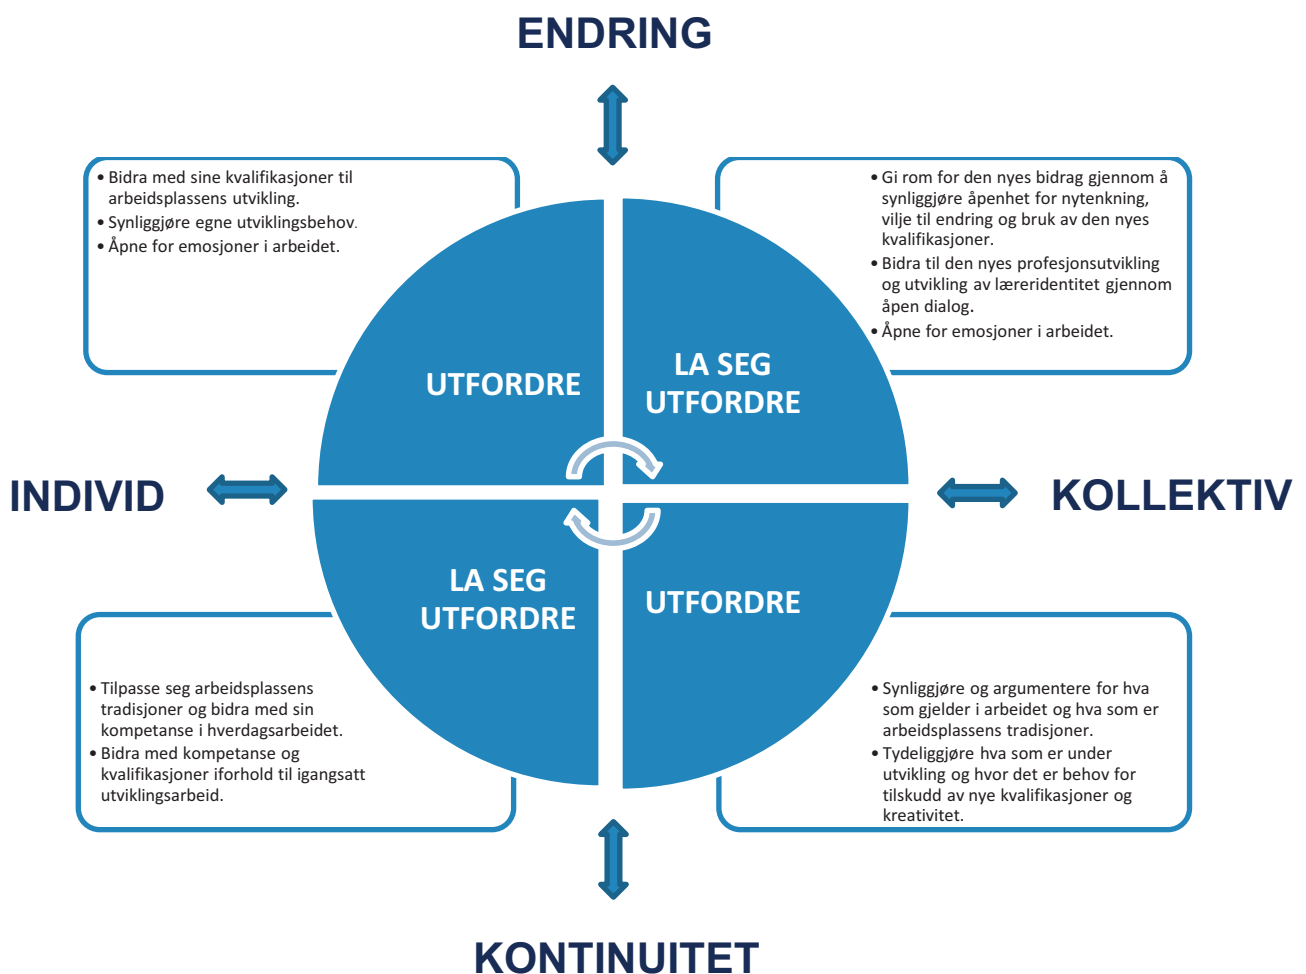 ENDRING
• Bidra med sine kvalifikasjoner til
arbeidsplassens utvikling.
• Synliggjøre egne utviklingsbehov.
• Åpne for emosjoner i arbeidet.
• Gi rom for den nyes bidrag gjennom å
synliggjøre åpenhet for nytenkning,
vilje til endring og bruk av den nyes
kvalifikasjoner.
• Bidra til den nyes profesjonsutvikling
og utvikling av læreridentitet gjennom
åpen dialog.
• Åpne for emosjoner i arbeidet.
UTFORDRE
LA SEG
UTFORDRE
INDIVID
KOLLEKTIV
LA SEG
UTFORDRE
UTFORDRE
• Tilpasse seg arbeidsplassens
tradisjoner og bidra med sin
kompetanse i hverdagsarbeidet.
• Bidra med kompetanse og
kvalifikasjoner iforhold til igangsatt
utviklingsarbeid.
• Synliggjøre og argumentere for hva
som gjelder i arbeidet og hva som er
arbeidsplassens tradisjoner.
• Tydeliggjøre hva som er under
utvikling og hvor det er behov for
tilskudd av nye kvalifikasjoner og
kreativitet.
KONTINUITET